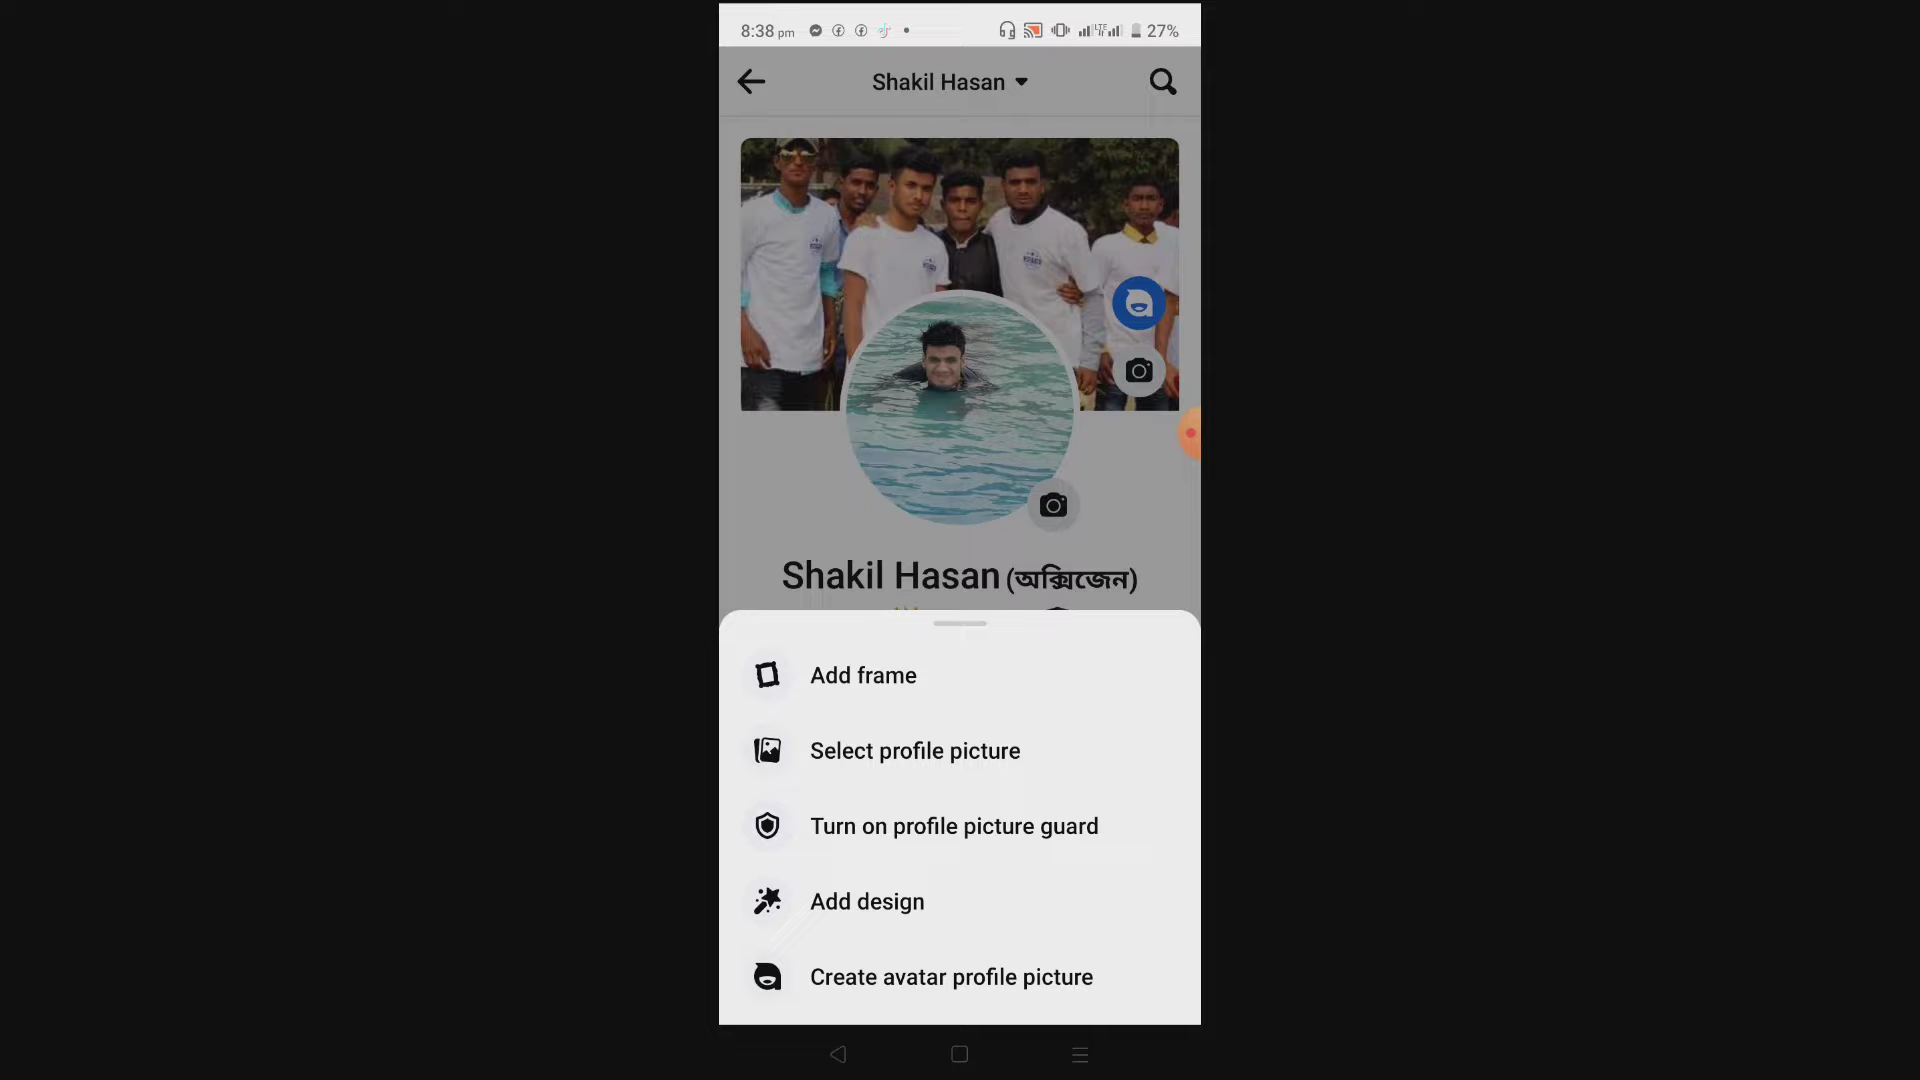 8:38 pm
LTE
27%
Shakil Hasan
Shakil Hasan (অক্সিজেন)
Add frame
Select profile picture
Turn on profile picture guard
Add design
Create avatar profile picture